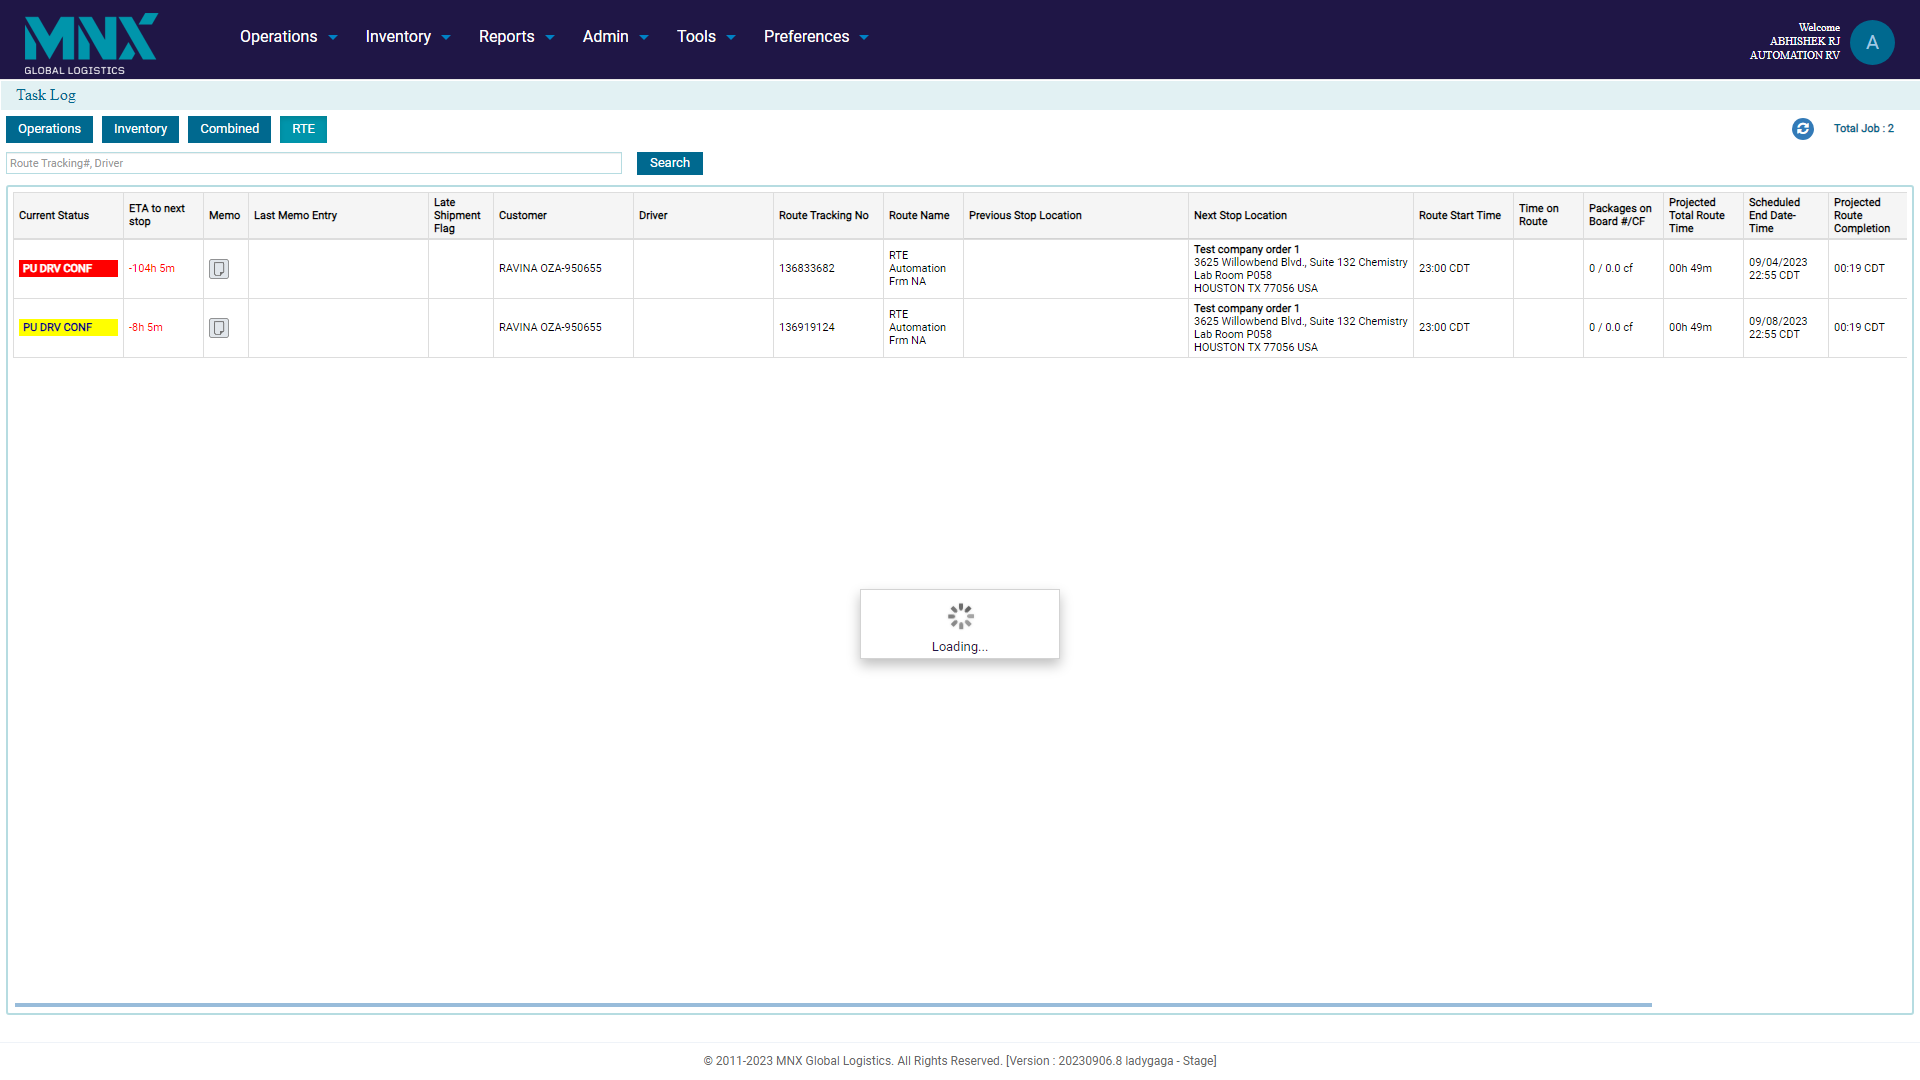 MNX
GLOBAL LOGISTICS
Operations
Inventory
Reports
Admin
Tools
Preferences
Welcome
ABHISHEK RJ
AUTOMATION RV
A
Task Log
Operations
Inventory
Combined
RTE
Total Job : 2
Route Tracking#, Driver
Search
Current Status
ETA to next
stop
Memo
Last Memo Entry
Late
Shipment
Flag
Customer
Driver
Route Tracking No
Route Name
Previous Stop Location
Next Stop Location
Route Start Time
Time on
Route
Packages on
Board #/CF
Projected
Total Route
Time
Scheduled
End Date-
Time
Projected
Route
Completion
PU DRV CONF
-104h 5m
RAVINA OZA-950655
136833682
RTE
Automation
Frm NA
Test company order 1
3625 Willowbend Blvd., Suite 132 Chemistry
Lab Room P058
HOUSTON TX 77056 USA
23:00 CDT
0 / 0.0 cf
00h 49m
09/04/2023
22:55 CDT
00:19 CDT
PU DRV CONF
-8h 5m
RAVINA OZA-950655
136919124
RTE
Automation
Frm NA
Test company order 1
3625 Willowbend Blvd., Suite 132 Chemistry
Lab Room P058
HOUSTON TX 77056 USA
23:00 CDT
0 / 0.0 cf
00h 49m
09/08/2023
22:55 CDT
00:19 CDT
Loading...
© 2011-2023 MNX Global Logistics. All Rights Reserved. [Version : 20230906.8 ladygaga - Stage]